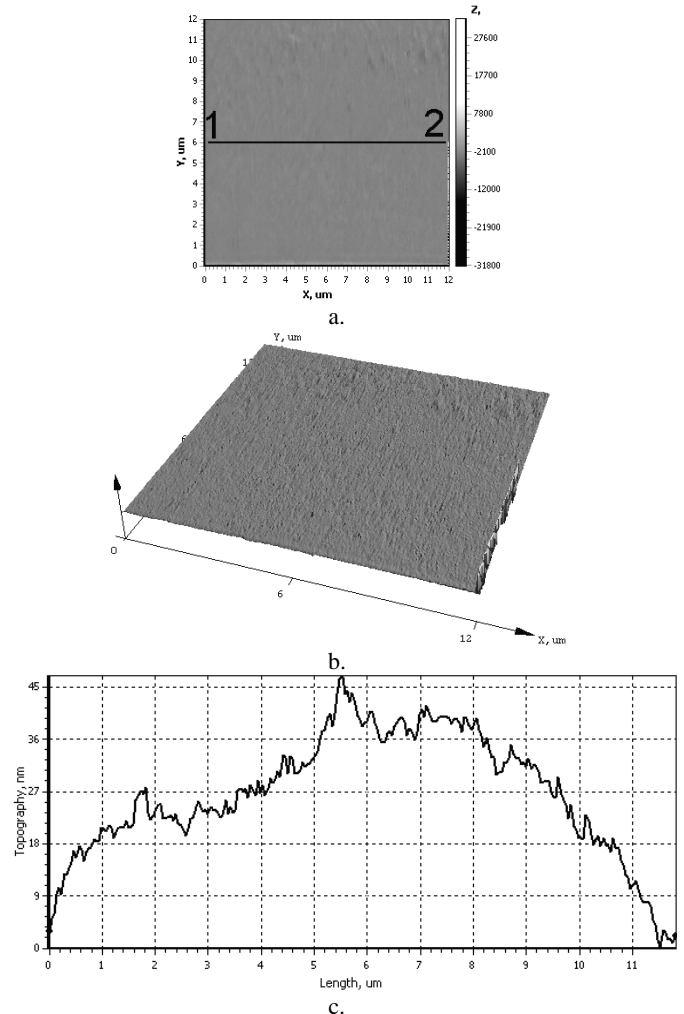 Z,
12
11
10
9
8
7
6
5
4
3
2
1
0
Y, um
1 2
0 1 2 3 4 5 6 7 8 9 10 11 12
X, um
27600
17700
7800
-2100
-12000
-21900
-31800
a.
Y, um
0
6
12
X, um
b.
45
36
27
18
9
0
Topography, nm
0 1 2 3 4 5 6 7 8 9 10 11
Length, um
c.